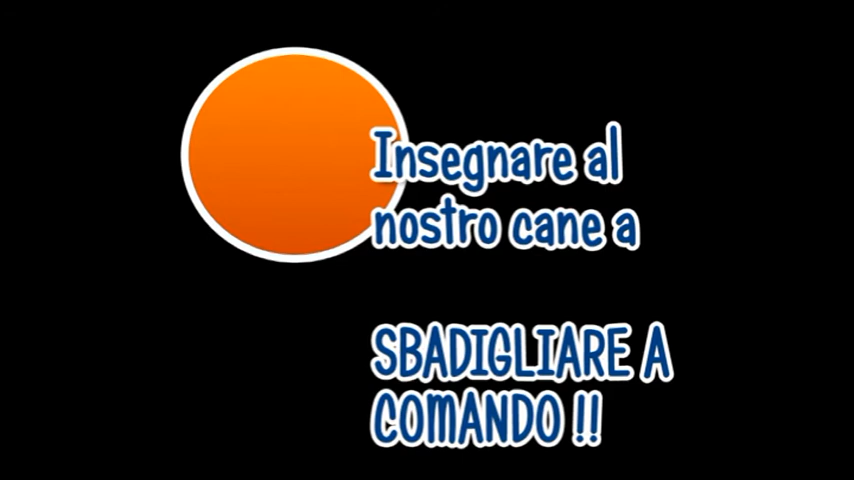 Insegnare al
nostro cane a
SBADIGLIARE A
COMANDO !!